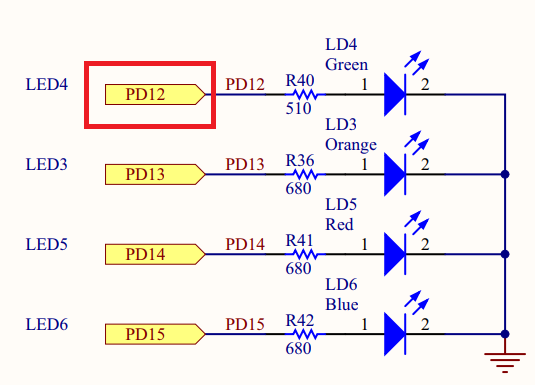 LD4
Green
LED4
PD12
PD12
R40
510
1
2
LD3
Orange
LED3
PD13
PD13
R36
680
1
2
LD5
Red
LED5
PD14
PD14
R41
680
1
2
LD6
Blue
LED6
PD15
PD15
R42
680
1
2